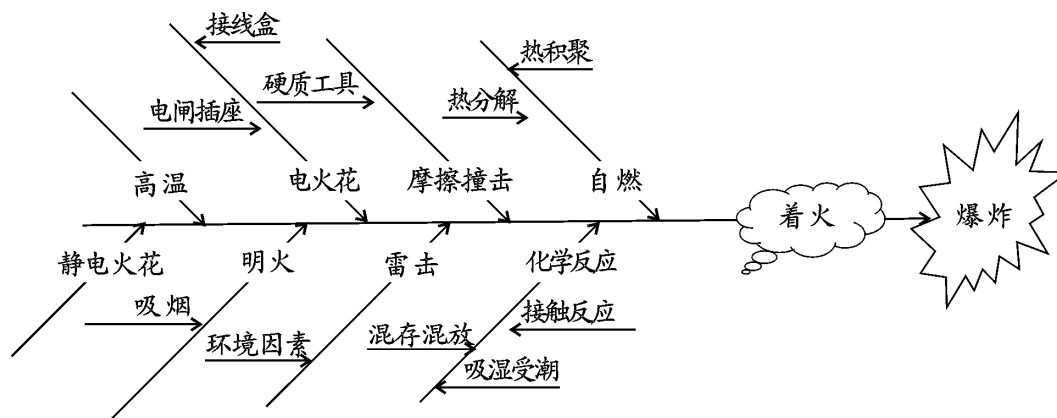 接线盒
热积聚
硬质工具
热分解
电闸插座
高温
电火花
摩擦撞击
自燃
着火
爆炸
静电火花
明火
雷击
化学反应
吸烟
接触反应
环境因素
混存混放
吸湿受潮